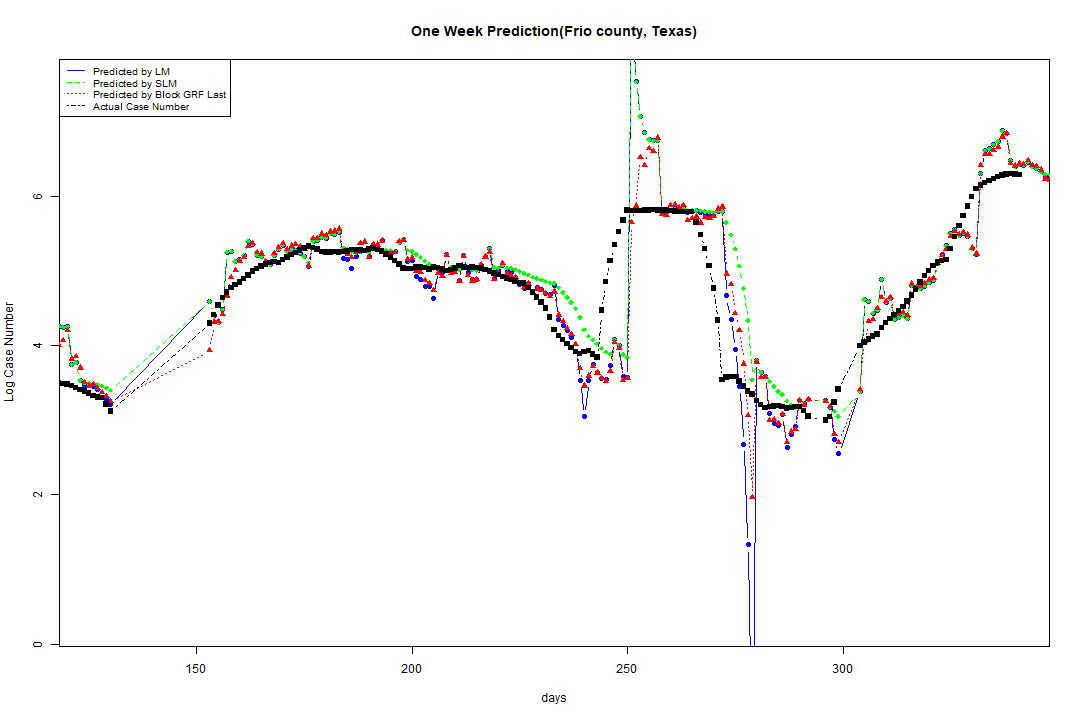 One Week Prediction(Frio county, Texas)
Predicted by LM
Predicted by SLM
Predicted by Block GRF Last
Actual Case Number
Log Case Number
6
4
2
0
150 200 250 300
days